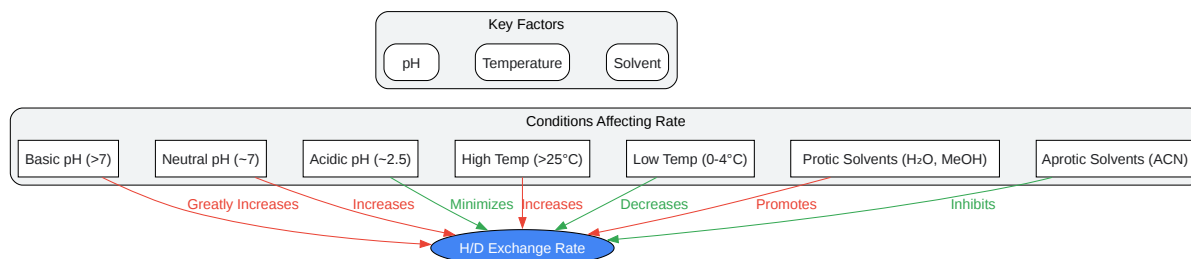 Key Factors
pH
Temperature
Solvent
Conditions Affecting Rate
Basic pH (>7)
Neutral pH (~7)
Acidic pH (~2.5)
High Temp (>25°C)
Low Temp (0-4°C)
Protic Solvents (H₂O, MeOH)
Aprotic Solvents (ACN)
Greatly Increases
Increases
Minimizes
Increases
Decreases
Promotes
Inhibits
H/D Exchange Rate